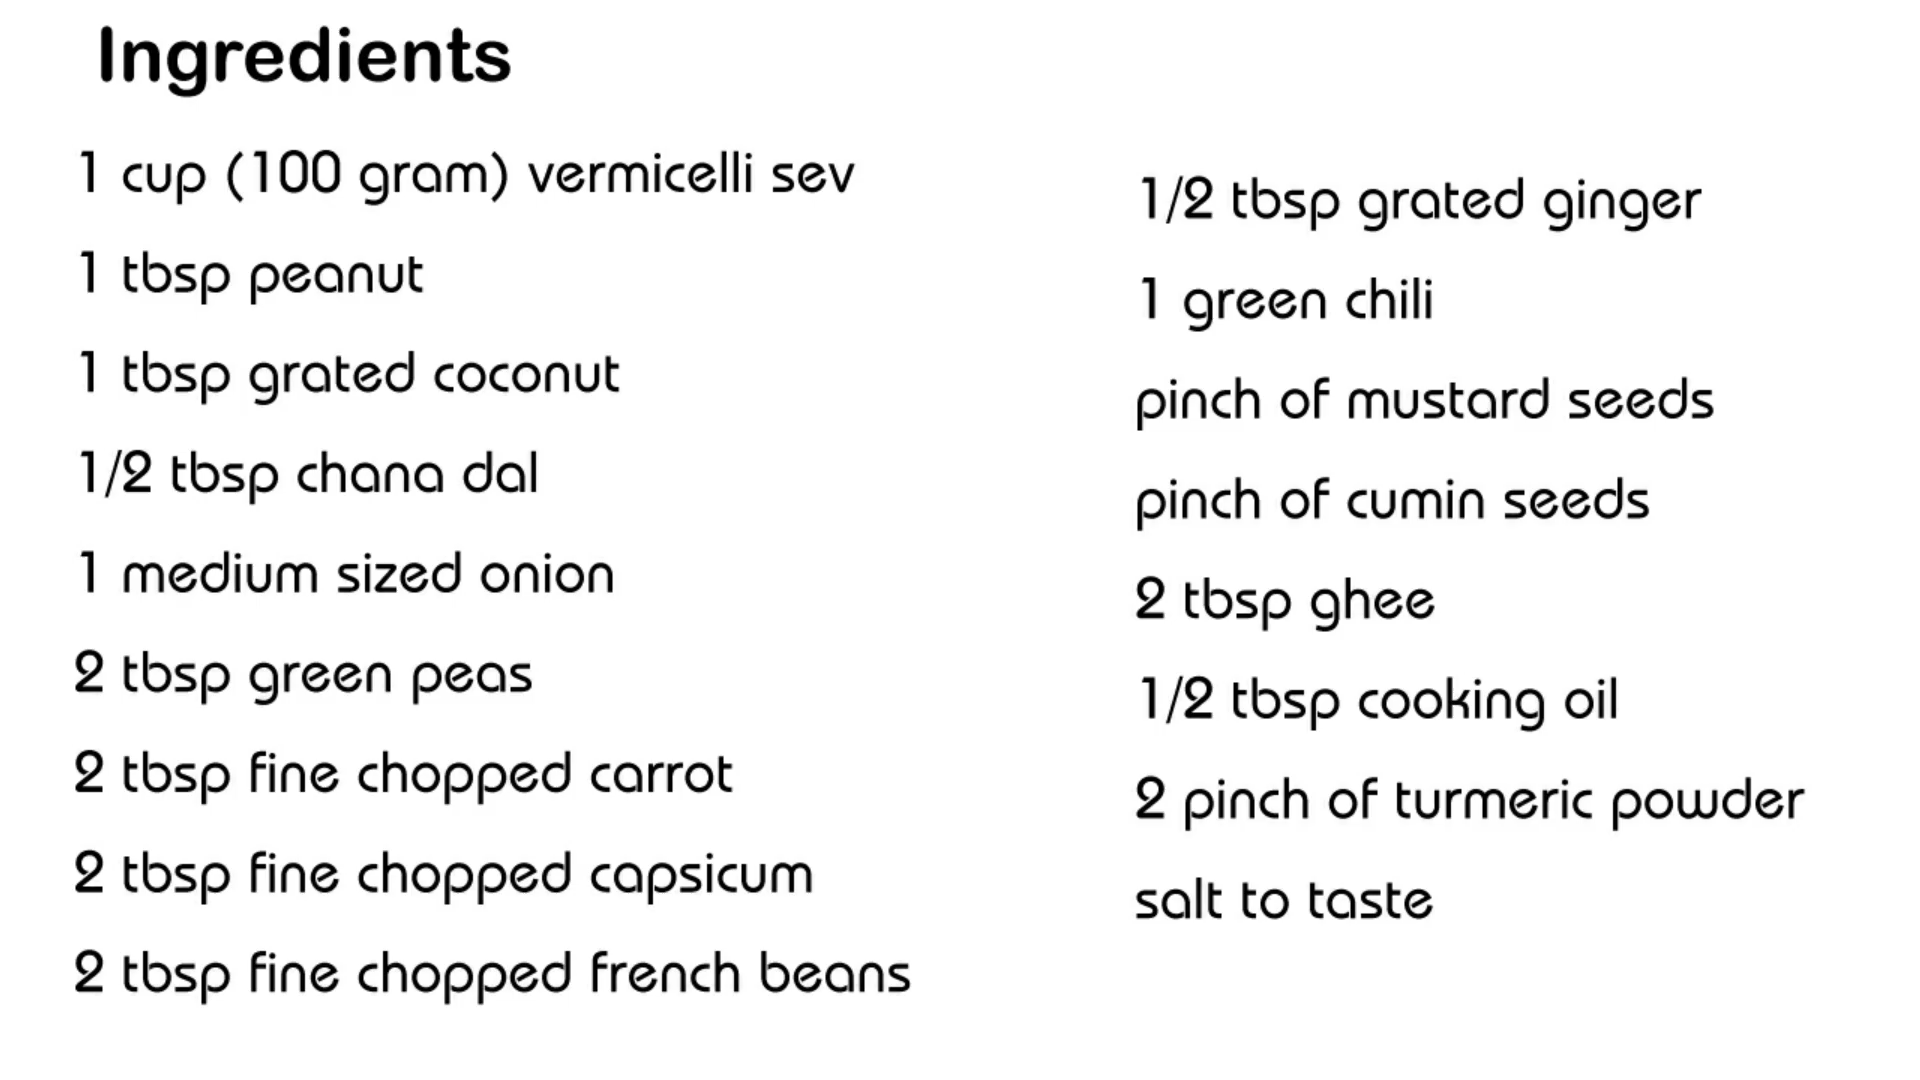 Ingredients
1 cup (100 gram) vermicelli sev
1 tbsp peanut
1 tbsp grated coconut
1/2 tbsp chana dal
1 medium sized onion
2 tbsp green peas
2 tbsp fine chopped carrot
2 tbsp fine chopped capsicum
2 tbsp fine chopped french beans
1/2 tbsp grated ginger
1 green chili
pinch of mustard seeds
pinch of cumin seeds
2 tbsp ghee
1/2 tbsp cooking oil
2 pinch of turmeric powder
salt to taste